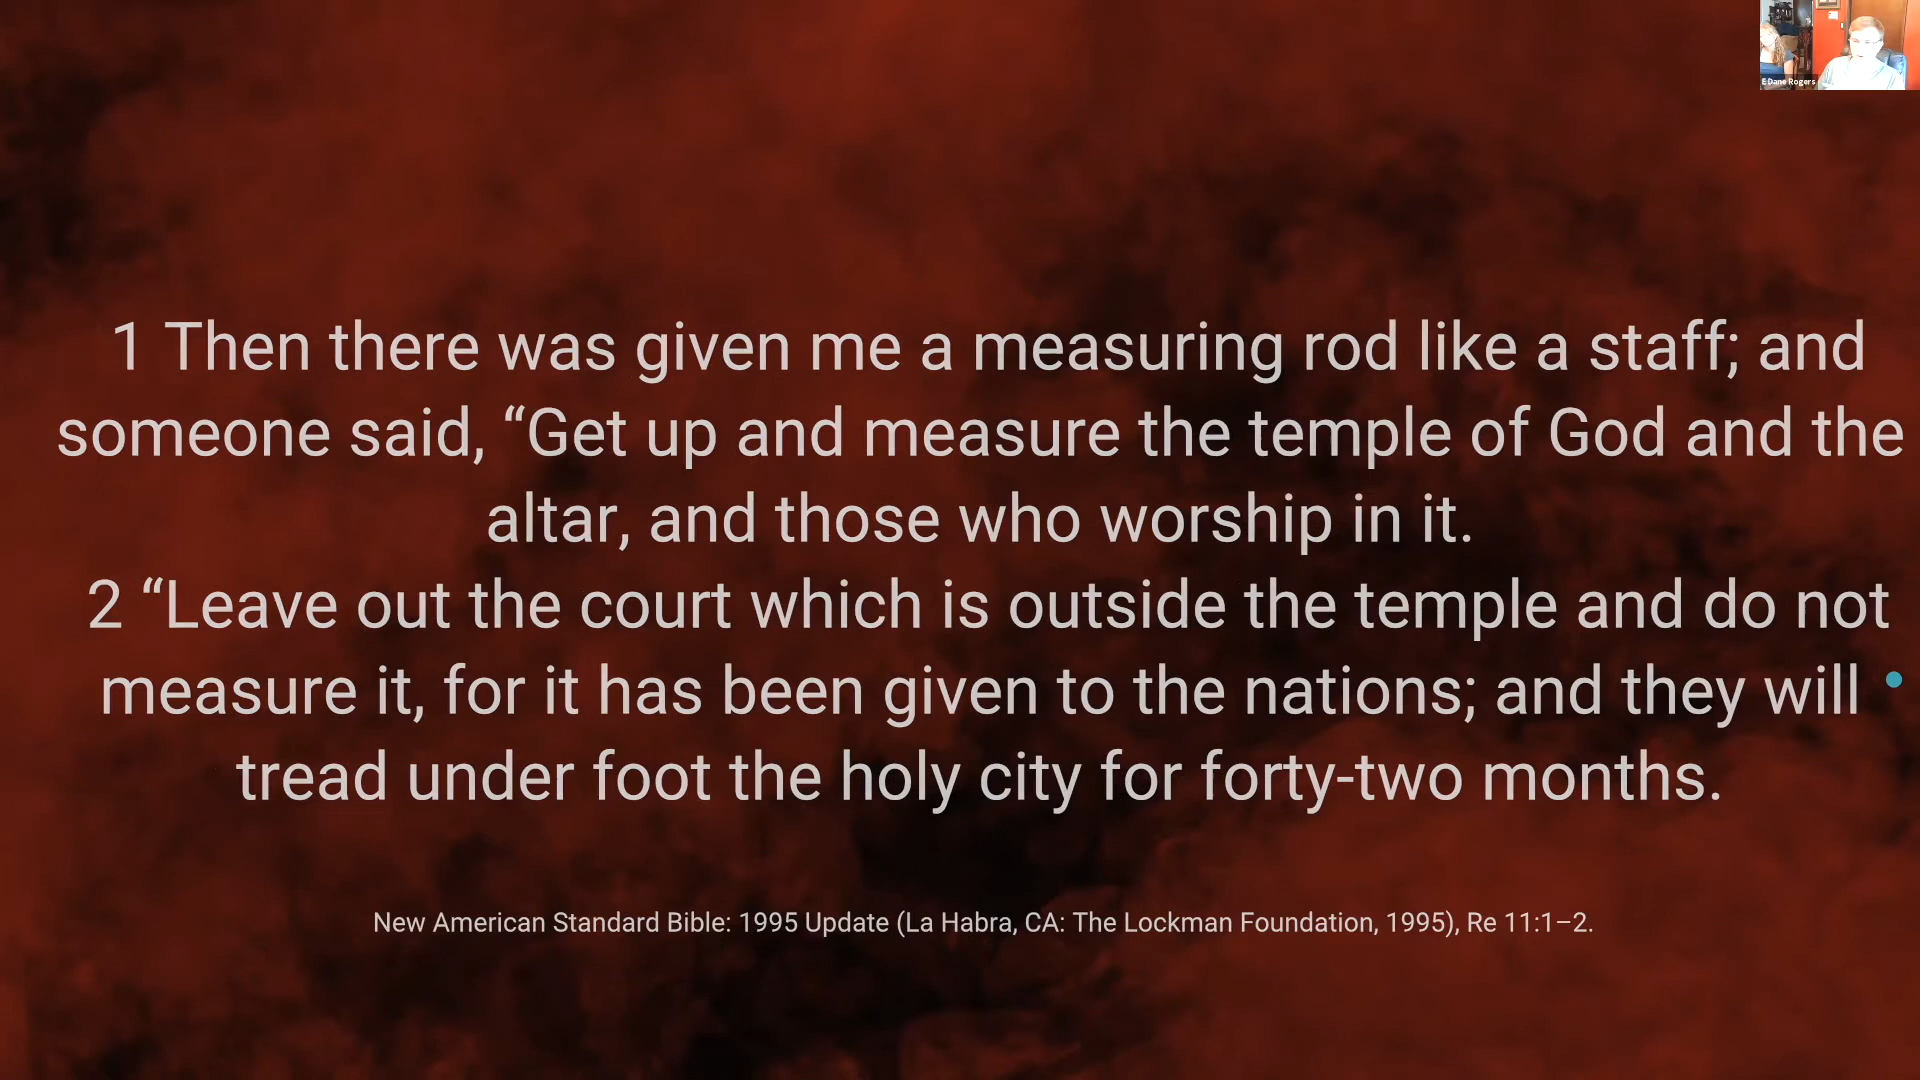 E Dane Rogers
1 Then there was given me a measuring rod like a staff; and
someone said, “Get up and measure the temple of God and the
altar, and those who worship in it.
2 “Leave out the court which is outside the temple and do not
measure it, for it has been given to the nations; and they will
tread under foot the holy city for forty-two months.
New American Standard Bible: 1995 Update (La Habra, CA: The Lockman Foundation, 1995), Re 11:1–2.